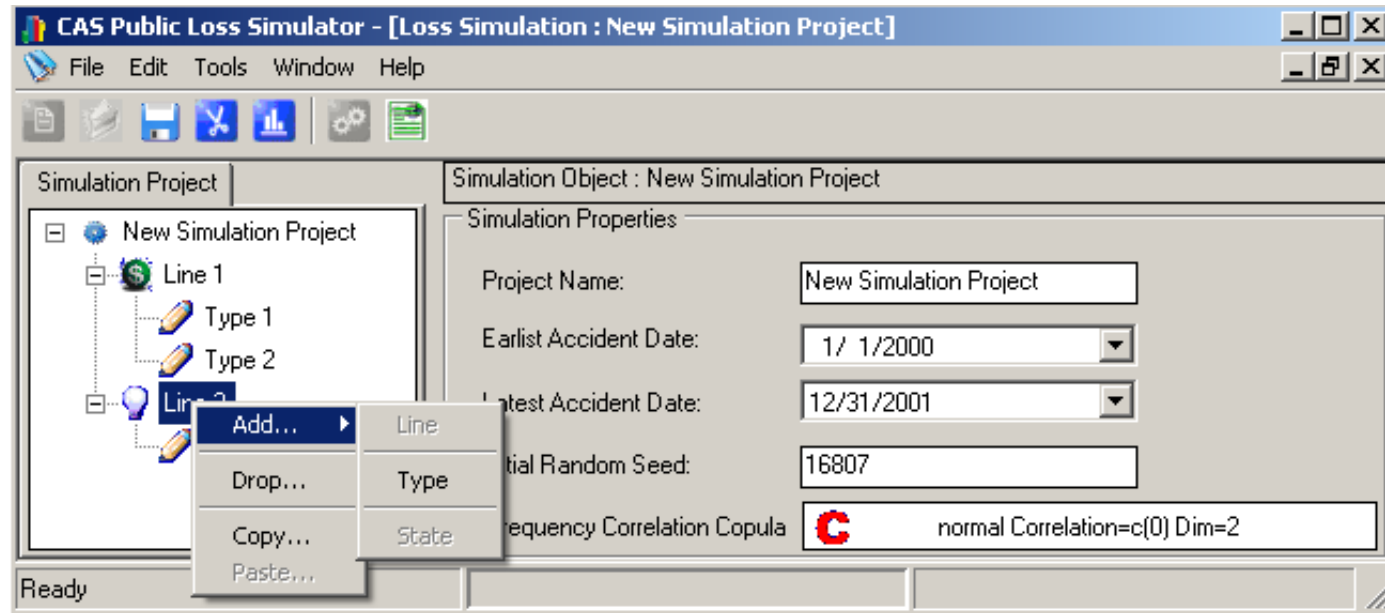 CAS Public Loss Simulator - [Loss Simulation : New Simulation Project]
File Edit Tools Window Help
Simulation Project
New Simulation Project
Line 1
Type 1
Type 2
Add...
Drop...
Copy...
Paste...
Line
Type
State
Simulation Object : New Simulation Project
Simulation Properties
Project Name: New Simulation Project
Earlist Accident Date: 1/ 1/2000
Accident Date: 12/31/2001
Random Seed: 16807
Correlation Copula C normal Correlation=c(0) Dim=2
Ready